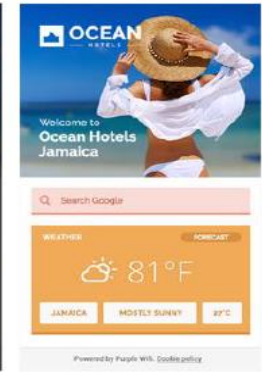 OCEAN
HOTELS
Welcome to
Ocean Hotels
Jamaica
Search Google
WEATHER
FORECAST
81°F
JAMAICA
MOSTLY SUNNY
27°C
Powered by Purple Wifi. Cookie policy